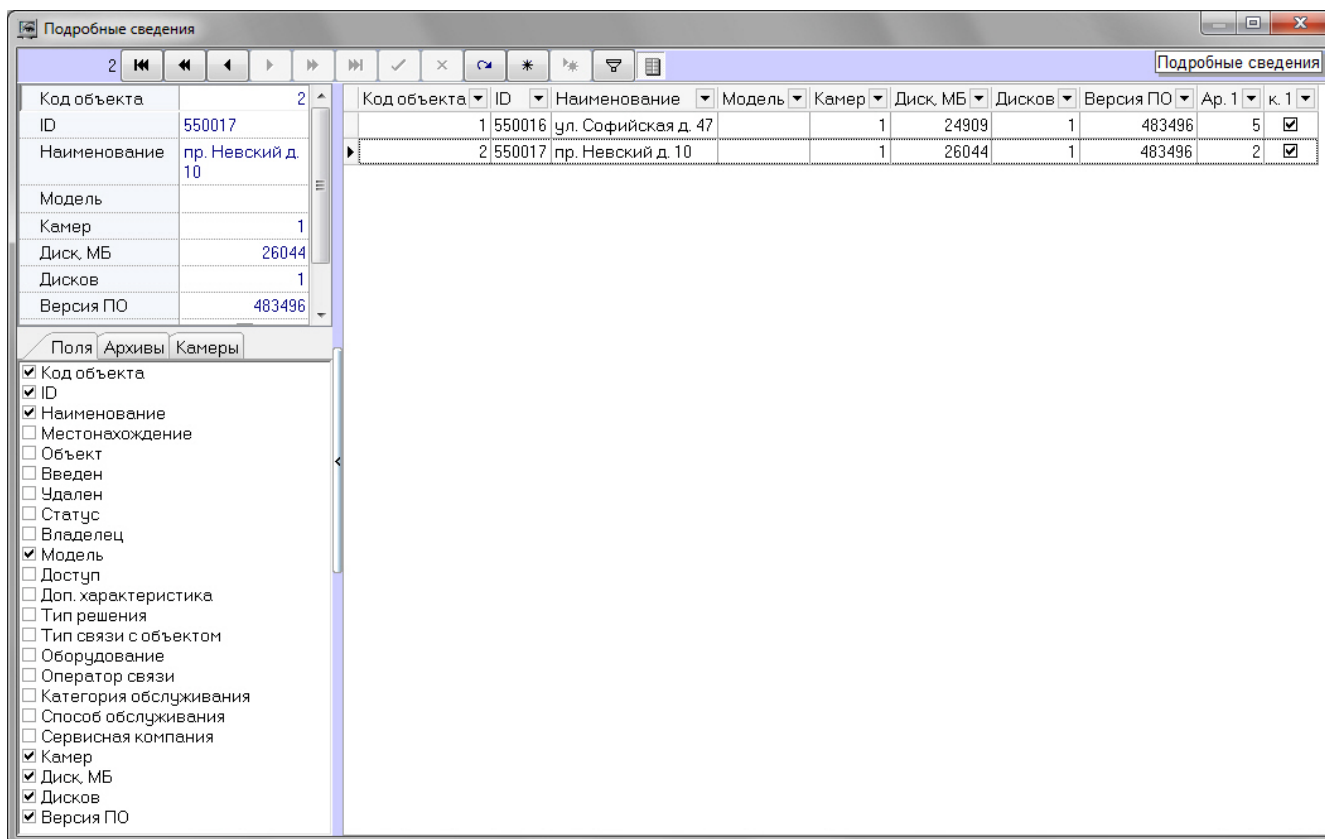 Подробные сведения
2
Подробные сведения
Код объекта 2
ID 550017
Наименование пр. Невский д.
10
Модель
Камер 1
Диск, МБ 26044
Дисков 1
Версия ПО 483496
Код объекта ID Наименование Модель Камер Диск, МБ Дисков Версия ПО Ар. 1 к. 1
1 550016 ул. Софийская д. 47 1 24909 1 483496 5
2 550017 пр. Невский д. 10 1 26044 1 483496 2
Поля Архивы Камеры
Код объекта
ID
Наименование
Местонахождение
Объект
Введен
Удален
Статус
Владелец
Модель
Доступ
Доп. характеристика
Тип решения
Тип связи с объектом
Оборудование
Оператор связи
Категория обслуживания
Способ обслуживания
Сервисная компания
Камер
Диск, МБ
Дисков
Версия ПО